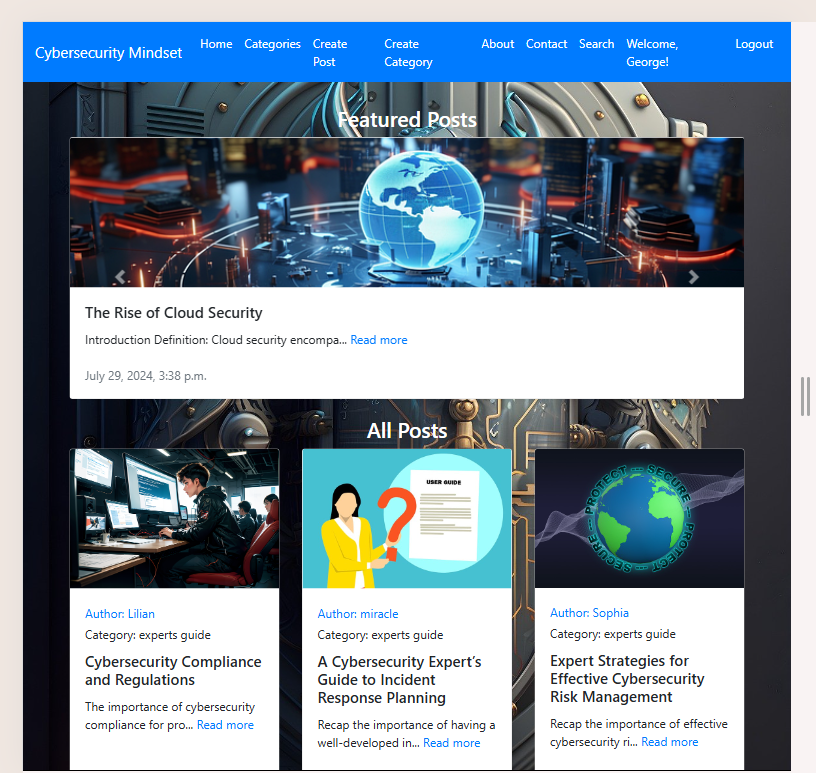 Cybersecurity Mindset
Home
Categories
Create
Post
Create
Category
About
Contact
Search
Welcome,
George!
Logout
Featured Posts
The Rise of Cloud Security
Introduction Definition: Cloud security encompa... Read more
July 29, 2024, 3:38 p.m.
All Posts
Author: Lilian
Category: experts guide
Cybersecurity Compliance
and Regulations
The importance of cybersecurity
compliance for pro... Read more
USER GUIDE
Author: miracle
Category: experts guide
A Cybersecurity Expert’s
Guide to Incident
Response Planning
Recap the importance of having a
well-developed in... Read more
PROTECT --- SECURE --- PROTECT --- SECURE ---
Author: Sophia
Category: experts guide
Expert Strategies for
Effective Cybersecurity
Risk Management
Recap the importance of effective
cybersecurity ri... Read more